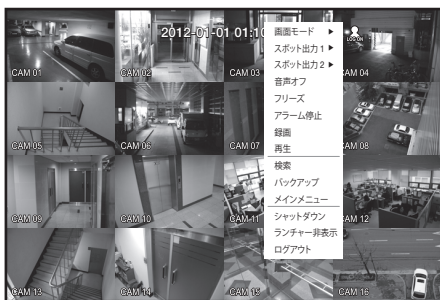 2012-01-01 01:10
LOG ON
画面モード ▶
スポット出力 1 ▶
スポット出力 2 ▶
音声オフ
フリーズ
アラーム停止
録画
再生
検索
バックアップ
メインメニュー
シャットダウン
ランチャー非表示
ログアウト
CAM 01
CAM 02
CAM 03
CAM 04
CAM 05
CAM 06
CAM 07
CAM 08
CAM 09
CAM 10
CAM 11
CAM 12
CAM 13
CAM 14
CAM 15
CAM 16